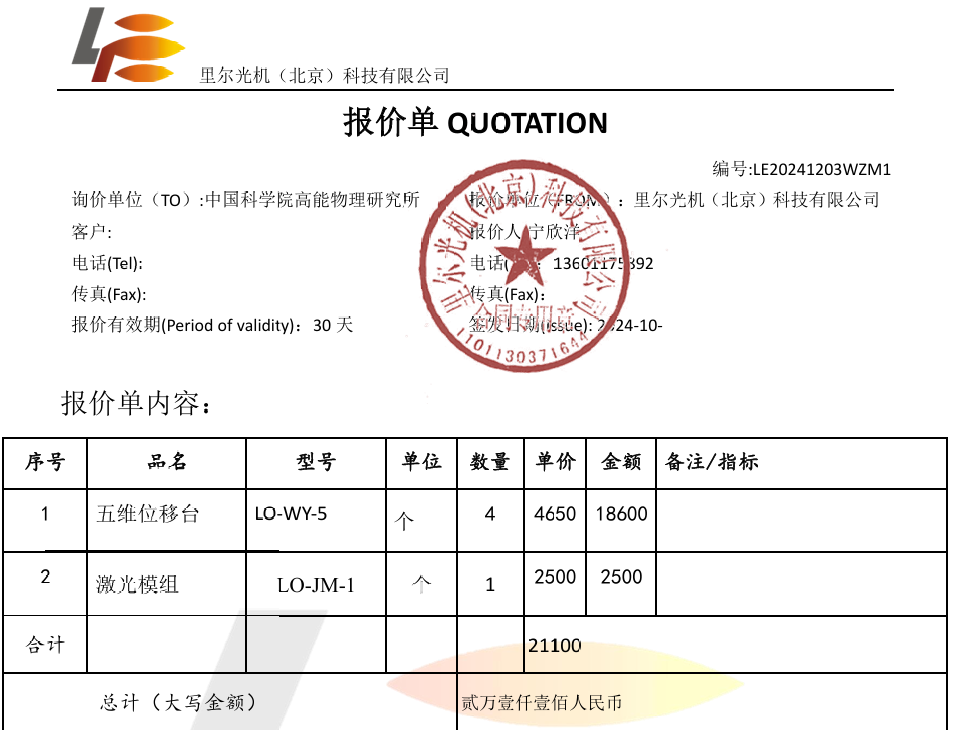 里尔光机（北京）科技有限公司
报价单 QUOTATION
编号:LE20241203WZM1
询价单位（TO）:中国科学院高能物理研究所 报价单位（FROM）: 里尔光机（北京）科技有限公司
客户: 报价人 宁欣洋
电话(Tel): 电话( : 13601175892
传真(Fax): 传真(Fax):
报价有效期(Period of validity): 30 天 签发日期(issue): 2024-10-
里尔光机(北京)科技有限公司
合同专用章
1101130371644
报价单内容：
序号 品名 型号 单位 数量 单价 金额 备注/指标
1 五维位移台 LO-WY-5 个 4 4650 18600
2 激光模组 LO-JM-1 个 1 2500 2500
合计 21100
总计（大写金额） 贰万壹仟壹佰人民币